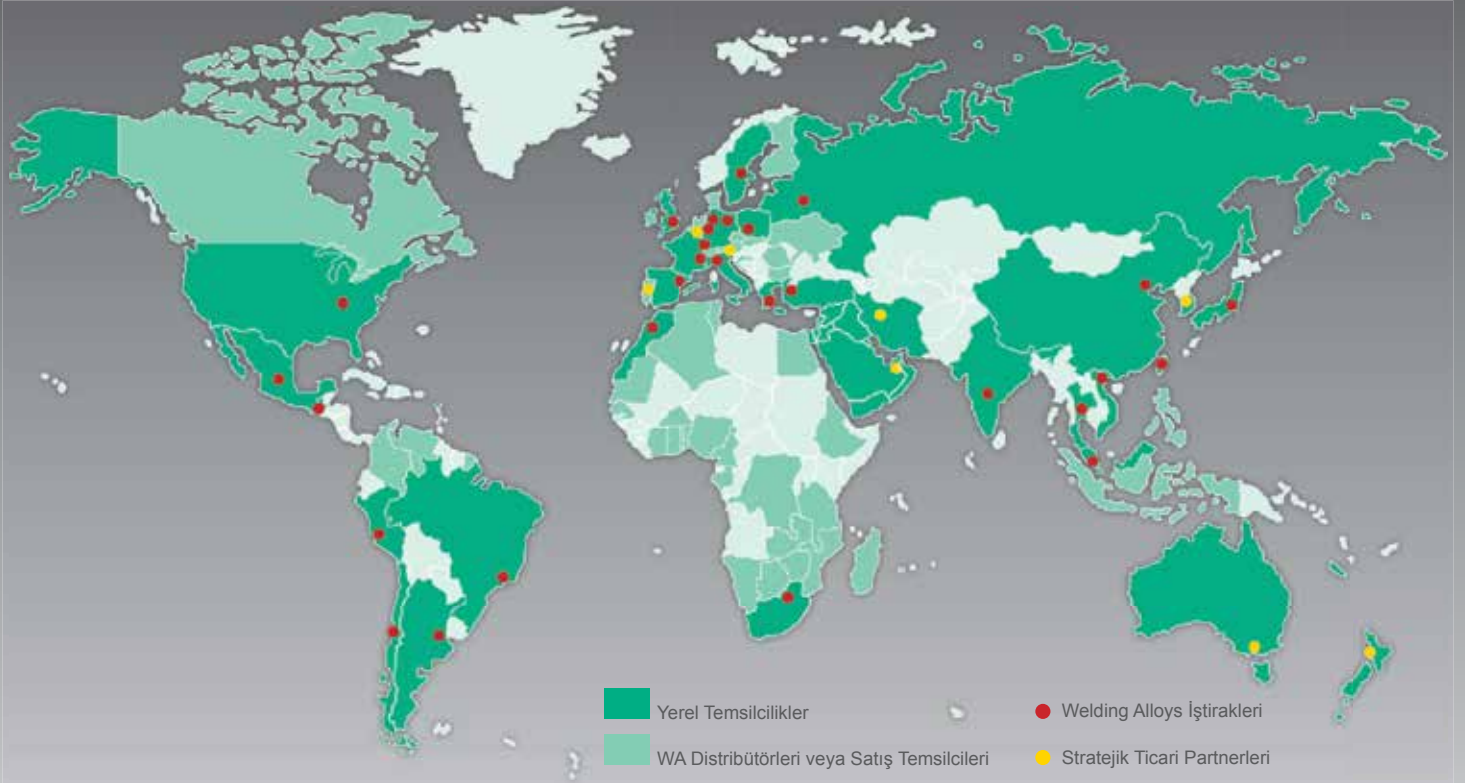 Yerel Temsilcilikler
Welding Alloys İştirakleri
WA Distribütörleri veya Satış Temsilcileri
Stratejik Ticari Partnerleri